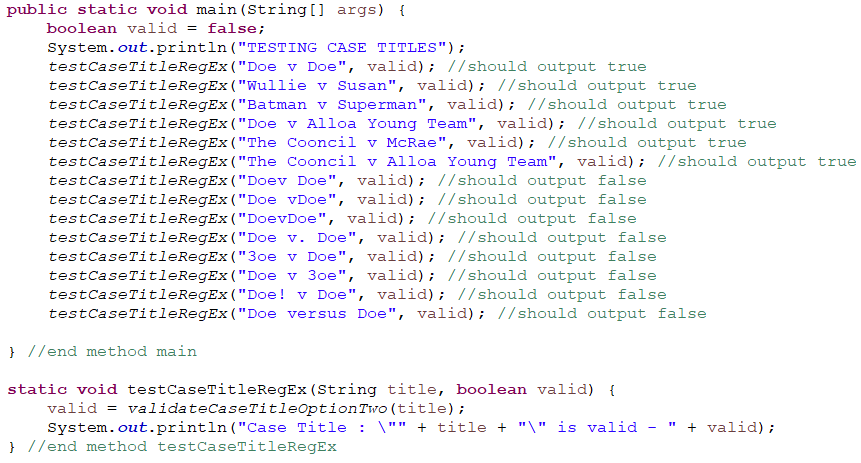 public static void main(String[] args) {
boolean valid = false;
System.out.println("TESTING CASE TITLES");
testCaseTitleRegEx("Doe v Doe", valid); //should output true
testCaseTitleRegEx("Wullie v Susan", valid); //should output true
testCaseTitleRegEx("Batman v Superman", valid); //should output true
testCaseTitleRegEx("Doe v Alloa Young Team", valid); //should output true
testCaseTitleRegEx("The Cooncil v McRae", valid); //should output true
testCaseTitleRegEx("The Cooncil v Alloa Young Team", valid); //should output true
testCaseTitleRegEx("Doev Doe", valid); //should output false
testCaseTitleRegEx("Doe vDoe", valid); //should output false
testCaseTitleRegEx("DoevDoe", valid); //should output false
testCaseTitleRegEx("Doe v. Doe", valid); //should output false
testCaseTitleRegEx("3oe v Doe", valid); //should output false
testCaseTitleRegEx("Doe v 3oe", valid); //should output false
testCaseTitleRegEx("Doe! v Doe", valid); //should output false
testCaseTitleRegEx("Doe versus Doe", valid); //should output false
} //end method main
static void testCaseTitleRegEx(String title, boolean valid) {
valid = validateCaseTitleOptionTwo(title);
System.out.println("Case Title : \"" + title + "\" is valid - " + valid);
} //end method testCaseTitleRegEx